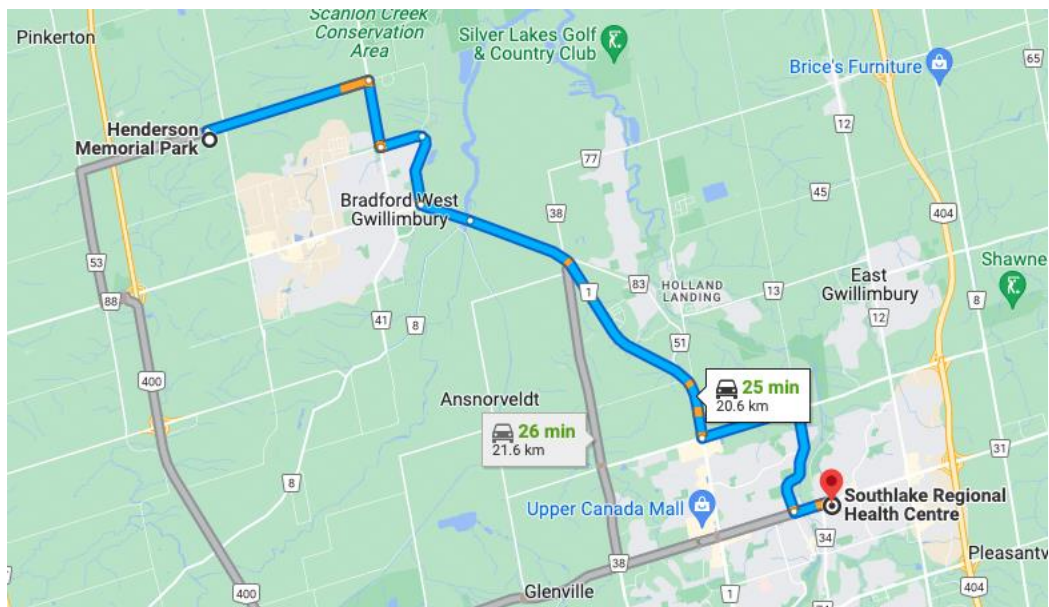 Pinkerton
Scanlon Creek
Conservation
Area
Silver Lakes Golf
& Country Club
Brice's Furniture
65
Henderson
Memorial Park
12
77
Bradford West
Gwillimbury
45
38
404
53
Shawne
83
HOLLAND
LANDING
13
East
Gwillimbury
8
88
1
12
41
8
51
400
25 min
20.6 km
Ansnorveldt
26 min
21.6 km
31
8
Upper Canada Mall
Southlake Regional
Health Centre
34
38
Pleasantv
400
Glenville
1
404